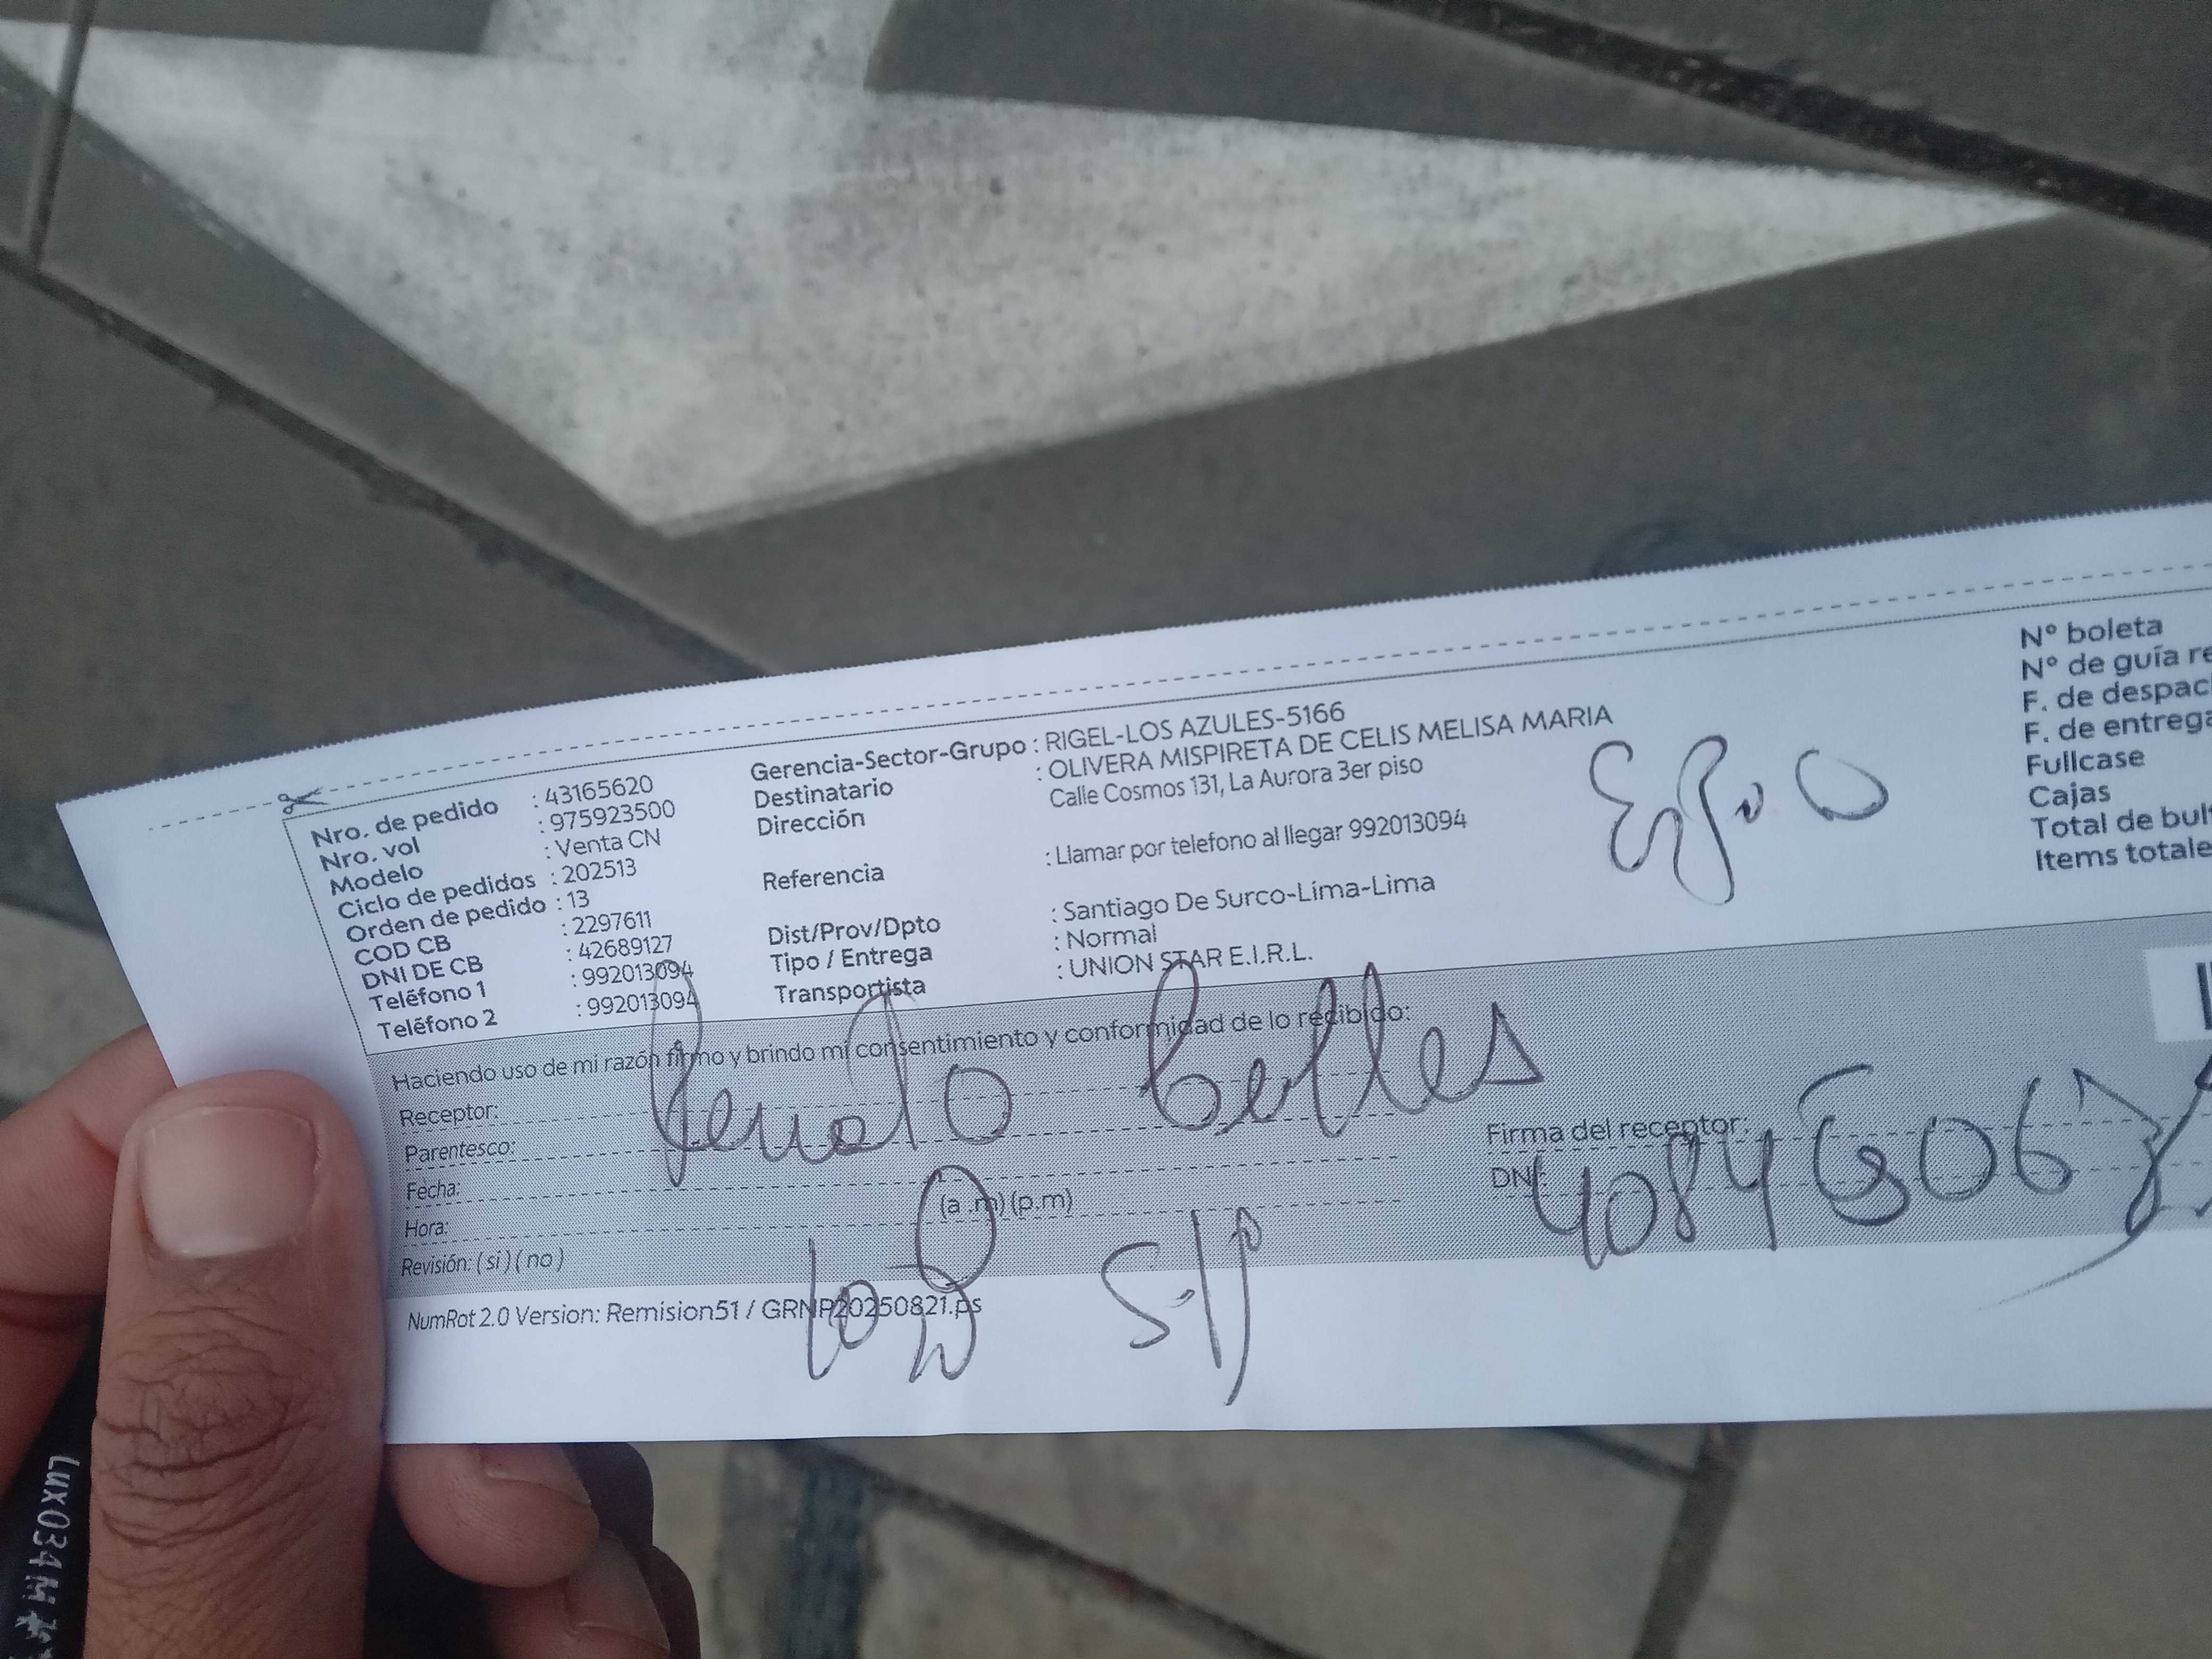 Nro. de pedido : 43165620
Nro. vol : 975923500
Modelo : Venta CN
Ciclo de pedidos : 202513
Orden de pedido : 13
COD CB : 2297611
DNI DE CB : 42689127
Teléfono 1 : 992013094
Teléfono 2 : 992013094
Gerencia-Sector-Grupo : RIGEL-LOS AZULES-5166
Destinatario : OLIVERA MISPIRETA DE CELIS MELISA MARIA
Dirección Calle Cosmos 131, La Aurora 3er piso
Referencia : Llamar por telefono al llegar 992013094
Dist/Prov/Dpto : Santiago De Surco-Lima-Lima
Tipo / Entrega : Normal
Transportista : UNION STAR E.I.R.L.
N° boleta
N° de guía re
F. de despac
F. de entrega
Fullcase
Cajas
Total de bult
Items totale
Haciendo uso de mi razón firmo y brindo mi consentimiento y conformidad de lo recibido:
Receptor:
Parentesco: Renato
Fecha:
Hora: (a .m) (p.m)
Revisión: ( si ) ( no )
Firma del receptor:
DNI:
NumRot 2.0 Version: Remision51 / GRNP20250821.ps
Lux034M